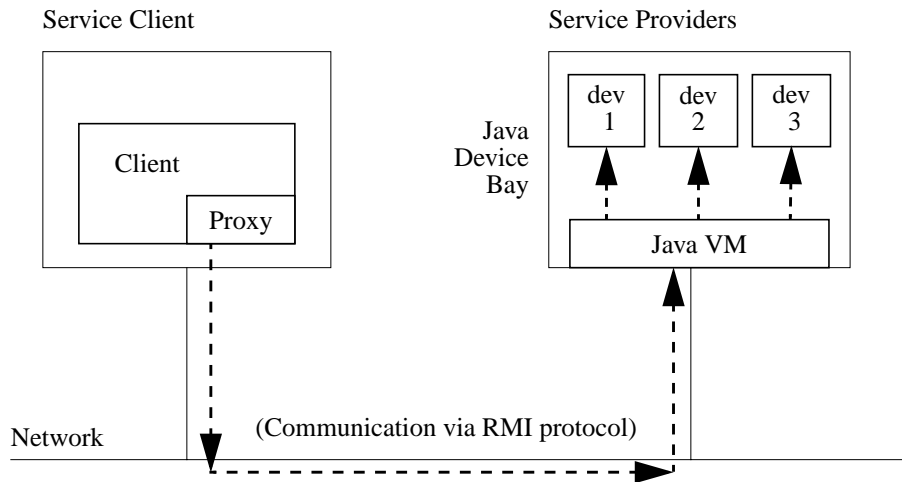 Service Client
Service Providers
Client
Proxy
Java
Device
Bay
dev
1
dev
2
dev
3
Java VM
(Communication via RMI protocol)
Network